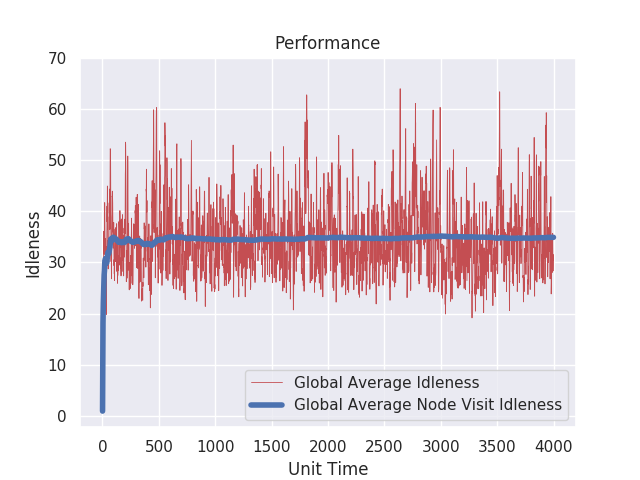 Performance
70
60
50
40
30
20
10
0
Idleness
Global Average Idleness
Global Average Node Visit Idleness
0 500 1000 1500 2000 2500 3000 3500 4000
Unit Time